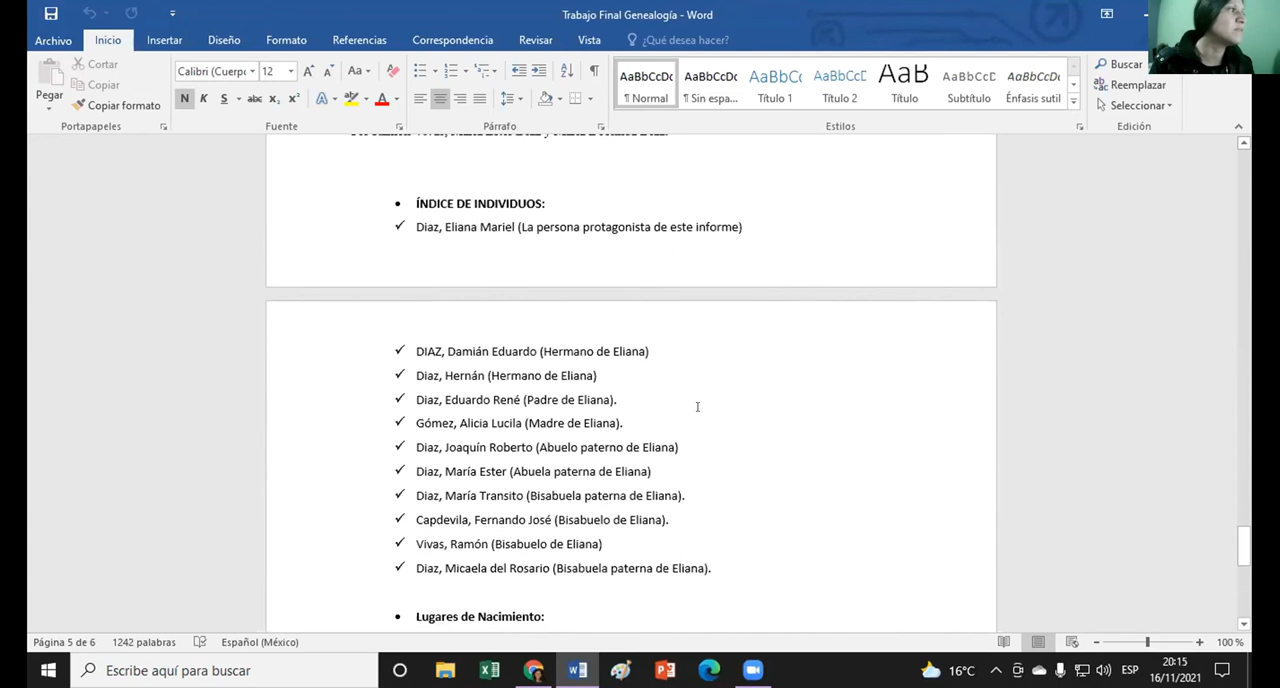 Trabajo Final Genealogía - Word
Archivo Inicio Insertar Diseño Formato Referencias Correspondencia Revisar Vista ¿Qué desea hacer?
Pegar
Cortar
Copiar
Copiar formato
Portapapeles
Calibri (Cuerpo 12
Aa
N K S abc x₂ x² A A
Fuente
Párrafo
AaBbCcDc AaBbCcDc AaBbCc AaBbCcD AaB AaBbCcD AaBbCcDc
¶ Normal ¶ Sin espa... Título 1 Título 2 Título Subtítulo Énfasis sutil
Estilos
Buscar
Reemplazar
Seleccionar
Edición
• ÍNDICE DE INDIVIDUOS:
✓ Diaz, Eliana Mariel (La persona protagonista de este informe)
✓ DIAZ, Damián Eduardo (Hermano de Eliana)
✓ Diaz, Hernán (Hermano de Eliana)
✓ Diaz, Eduardo René (Padre de Eliana).
✓ Gómez, Alicia Lucila (Madre de Eliana).
✓ Diaz, Joaquín Roberto (Abuelo paterno de Eliana)
✓ Diaz, María Ester (Abuela paterna de Eliana)
✓ Diaz, María Transito (Bisabuela paterna de Eliana).
✓ Capdevila, Fernando José (Bisabuelo de Eliana).
✓ Vivas, Ramón (Bisabuelo de Eliana)
✓ Diaz, Micaela del Rosario (Bisabuela paterna de Eliana).
• Lugares de Nacimiento:
Página 5 de 6 1242 palabras Español (México) 100 %
Escribe aquí para buscar
16°C ESP
20:15
16/11/2021